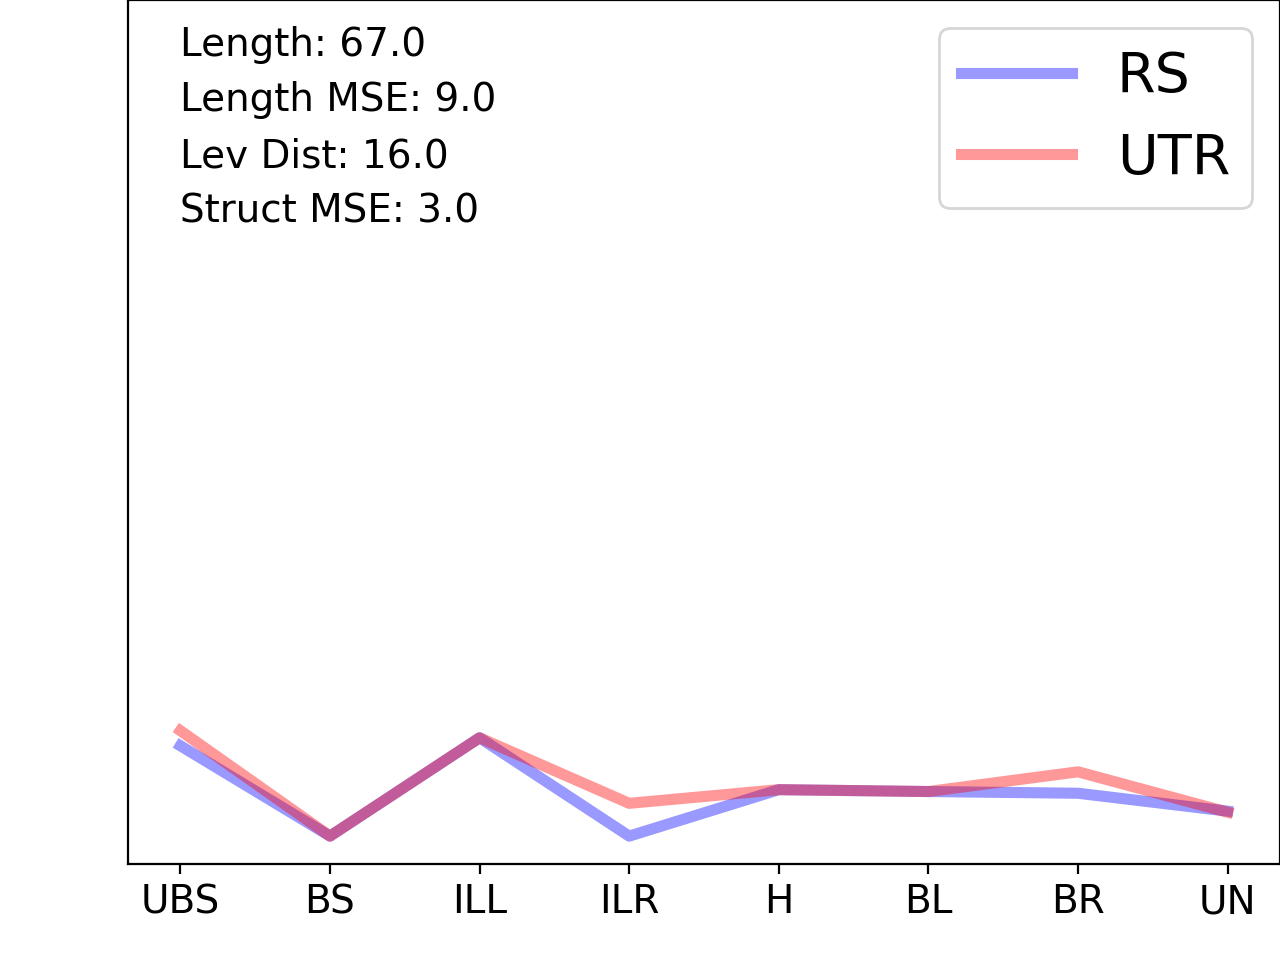 Length: 67.0
Length MSE: 9.0
Lev Dist: 16.0
Struct MSE: 3.0
RS
UTR
UBS BS ILL ILR H BL BR UN